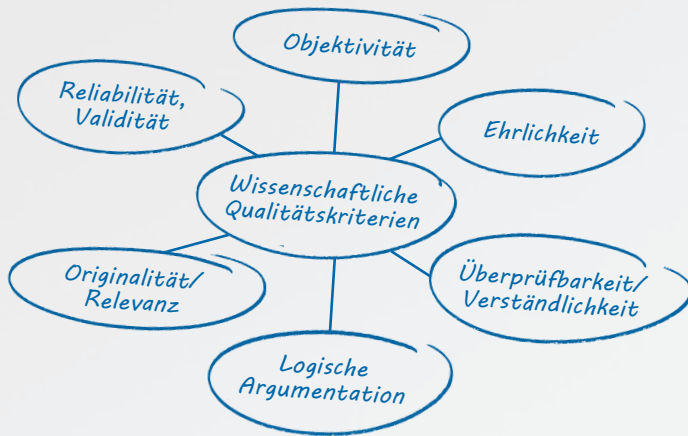 Objektivität
Reliabilität,
Validität
Ehrlichkeit
Wissenschaftliche
Qualitätskriterien
Originalität/
Relevanz
Überprüfbarkeit/
Verständlichkeit
Logische
Argumentation